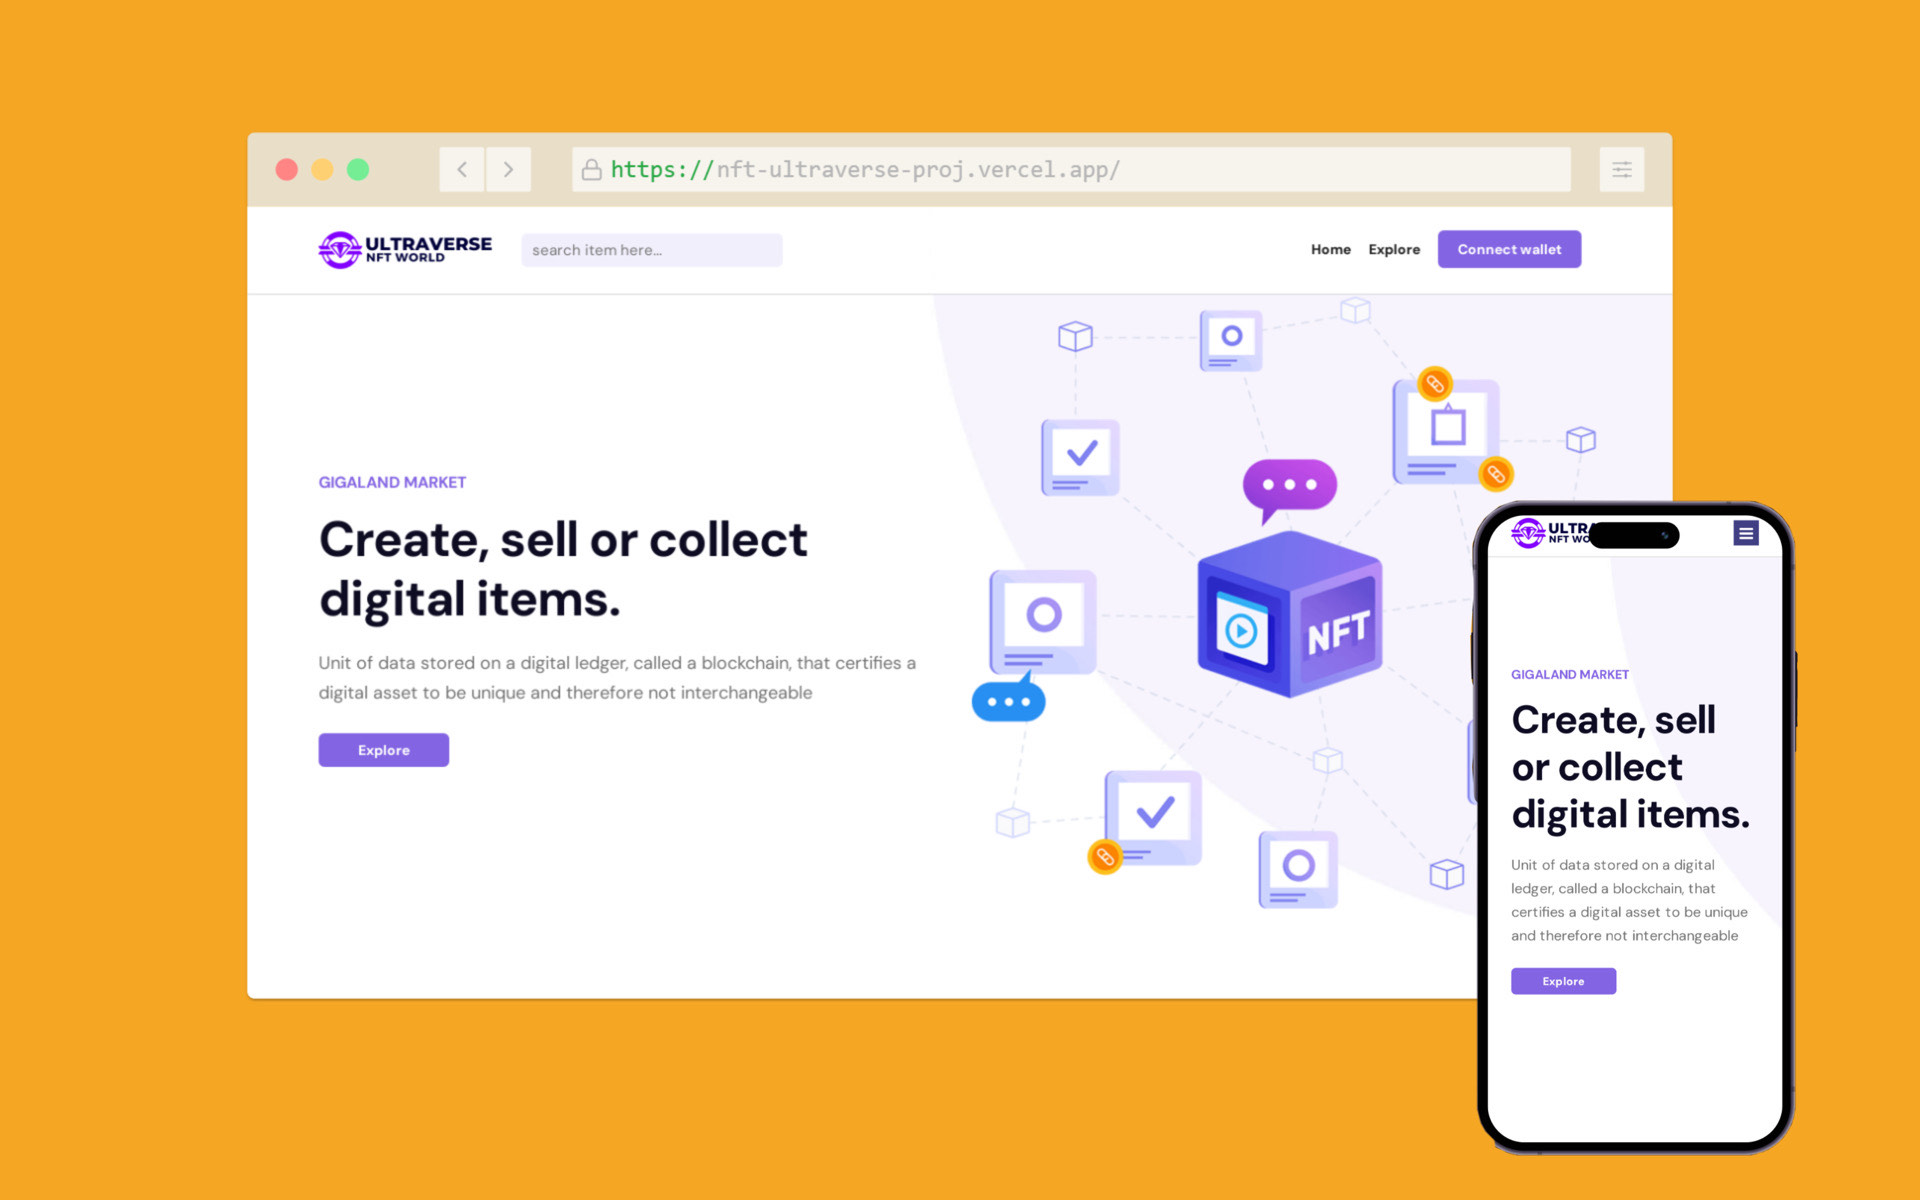 https://nft-ultraverse-proj.vercel.app/
ULTRAVERSE
NFT WORLD
search item here...
Home
Explore
Connect wallet
GIGALAND MARKET
Create, sell or collect
digital items.
Unit of data stored on a digital ledger, called a blockchain, that certifies a
digital asset to be unique and therefore not interchangeable
Explore
NFT
ULTRA
NFT WO
GIGALAND MARKET
Create, sell
or collect
digital items.
Unit of data stored on a digital
ledger, called a blockchain, that
certifies a digital asset to be unique
and therefore not interchangeable
Explore